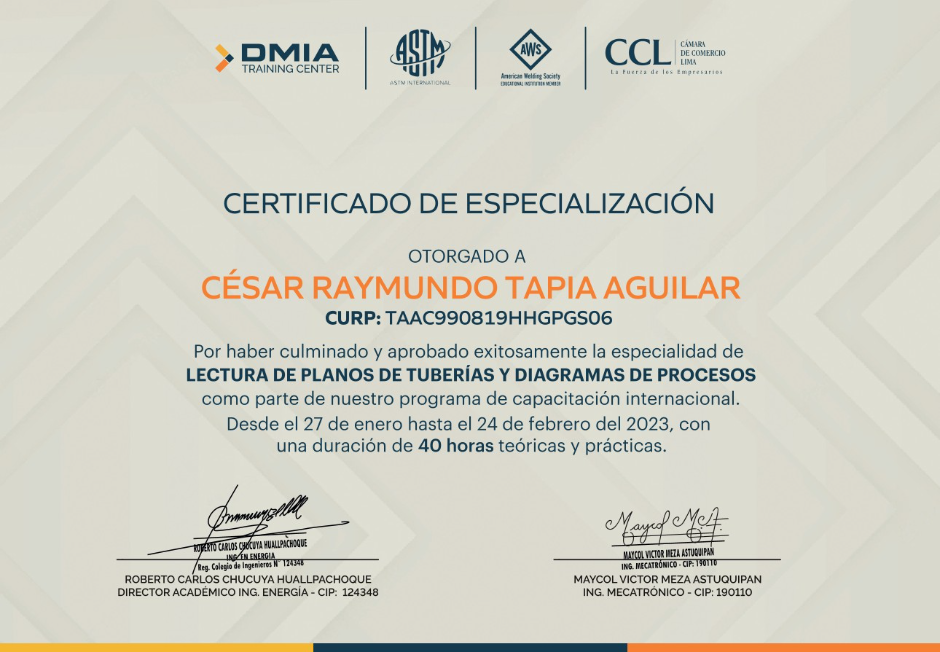 DMIA
TRAINING CENTER
ASTM
ASTM INTERNATIONAL
AWS
American Welding Society
EDUCATIONAL INSTITUTION MEMBER
CCL
CÁMARA
DE COMERCIO
LIMA
La Fuerza de los Empresarios
CERTIFICADO DE ESPECIALIZACIÓN
OTORGADO A
CÉSAR RAYMUNDO TAPIA AGUILAR
CURP: TAAC990819HHGPGS06
Por haber culminado y aprobado exitosamente la especialidad de
LECTURA DE PLANOS DE TUBERÍAS Y DIAGRAMAS DE PROCESOS
como parte de nuestro programa de capacitación internacional.
Desde el 27 de enero hasta el 24 de febrero del 2023, con
una duración de 40 horas teóricas y prácticas.
ROBERTO CARLOS CHUCUYA HUALLPACHOQUE
ING. EN ENERGIA
Reg. Colegio de Ingenieros N° 124348
ROBERTO CARLOS CHUCUYA HUALLPACHOQUE
DIRECTOR ACADÉMICO ING. ENERGÍA - CIP: 124348
Maycol M.A.
MAYCOL VICTOR MEZA ASTUQUIPAN
ING. MECATRÓNICO - CIP: 190110
MAYCOL VICTOR MEZA ASTUQUIPAN
ING. MECATRÓNICO - CIP: 190110